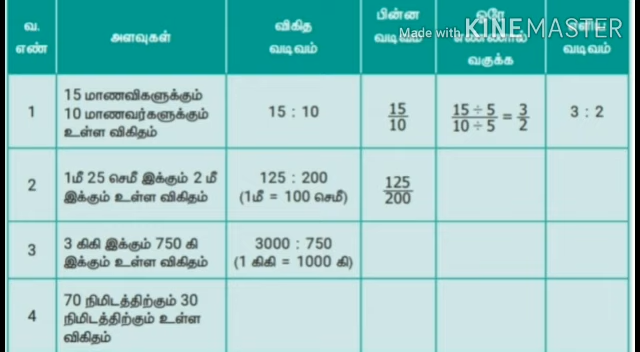 வ.
எண்
அளவுகள்
விகித
வடிவம்
பின்ன
வடிவம்
ஒரே
எண்ணால்
வகுக்க
வடிவம்
Made with KINEMASTER
1
15 மாணவிகளுக்கும்
10 மாணவர்களுக்கும்
உள்ள விகிதம்
15 : 10
15
10
15 ÷ 5 = 3
10 ÷ 5 2
3 : 2
2
1மீ 25 செமீ இக்கும் 2 மீ
இக்கும் உள்ள விகிதம்
125 : 200
(1மீ = 100 செமீ)
125
200
3
3 கிகி இக்கும் 750 கி
இக்கும் உள்ள விகிதம்
3000 : 750
(1 கிகி = 1000 கி)
4
70 நிமிடத்திற்கும் 30
நிமிடத்திற்கும் உள்ள
விகிதம்